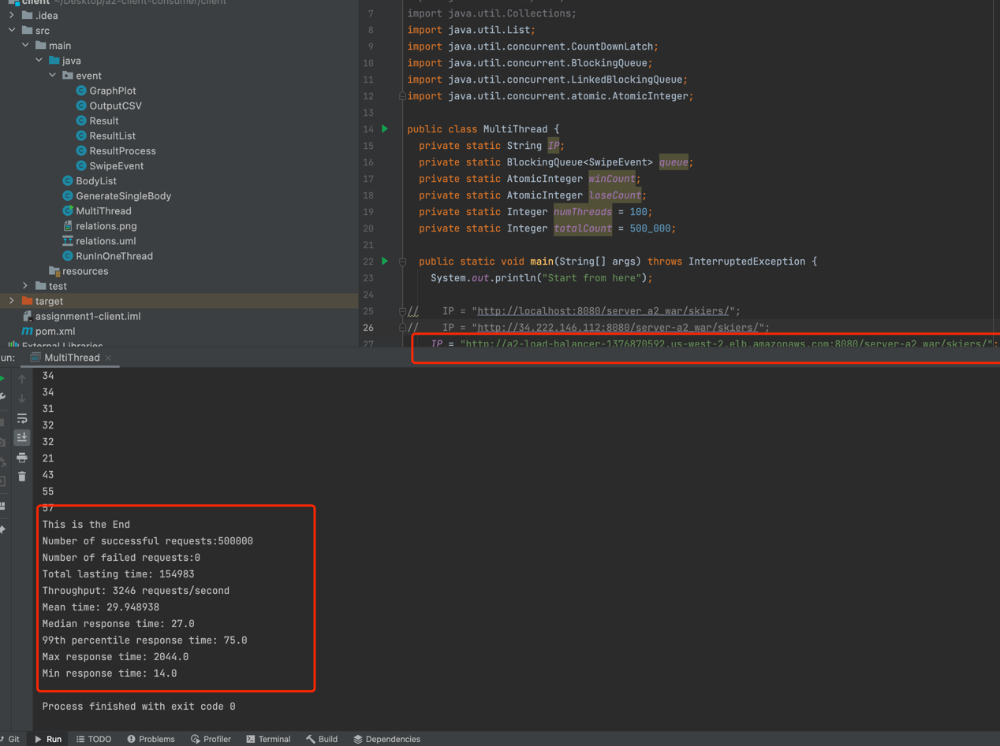 client ~/Desktop/a2-client-consumer/client
.idea
src
main
java
event
GraphPlot
OutputCSV
Result
ResultList
ResultProcess
SwipeEvent
BodyList
GenerateSingleBody
MultiThread
relations.png
relations.uml
RunInOneThread
resources
test
target
assignment1-client.iml
pom.xml
External Libraries
7 import java.util.Collections;
8 import java.util.List;
9 import java.util.concurrent.CountDownLatch;
10 import java.util.concurrent.BlockingQueue;
11 import java.util.concurrent.LinkedBlockingQueue;
12 import java.util.concurrent.atomic.AtomicInteger;
13
14 public class MultiThread {
15 private static String IP;
16 private static BlockingQueue<SwipeEvent> queue;
17 private static AtomicInteger winCount;
18 private static AtomicInteger loseCount;
19 private static Integer numThreads = 100;
20 private static Integer totalCount = 500_000;
21
22 public static void main(String[] args) throws InterruptedException {
23 System.out.println("Start from here");
24
25 // IP = "http://localhost:8080/server_a2_war/skiers/";
26 // IP = "http://34.222.146.112:8080/server-a2_war/skiers/";
27 IP = "http://a2-load-balancer-1376870592.us-west-2.elb.amazonaws.com:8080/server-a2_war/skiers/";
un: MultiThread
34
34
31
32
32
21
43
55
57
This is the End
Number of successful requests:500000
Number of failed requests:0
Total lasting time: 154983
Throughput: 3246 requests/second
Mean time: 29.948938
Median response time: 27.0
99th percentile response time: 75.0
Max response time: 2044.0
Min response time: 14.0
Process finished with exit code 0
Git Run TODO Problems Profiler Terminal Build Dependencies